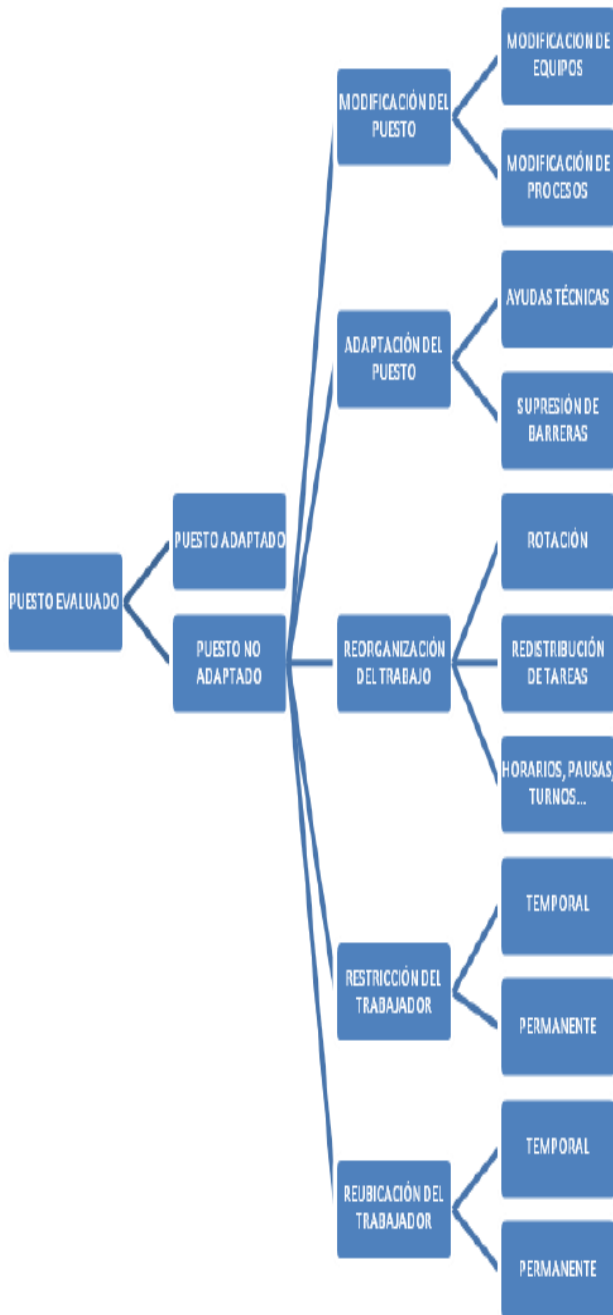 PUESTO EVALUADO
PUESTO ADAPTADO
PUESTO NO
ADAPTADO
MODIFICACIÓN DEL
PUESTO
MODIFICACION DE
EQUIPOS
MODIFICACIÓN DE
PROCESOS
ADAPTACIÓN DEL
PUESTO
AYUDAS TÉCNICAS
SUPRESIÓN DE
BARRERAS
REORGANIZACIÓN
DEL TRABAJO
ROTACIÓN
REDISTRIBUCIÓN
DE TAREAS
HORARIOS, PAUSAS,
TURNOS...
RESTRICCIÓN DEL
TRABAJADOR
TEMPORAL
PERMANENTE
REUBICACIÓN DEL
TRABAJADOR
TEMPORAL
PERMANENTE